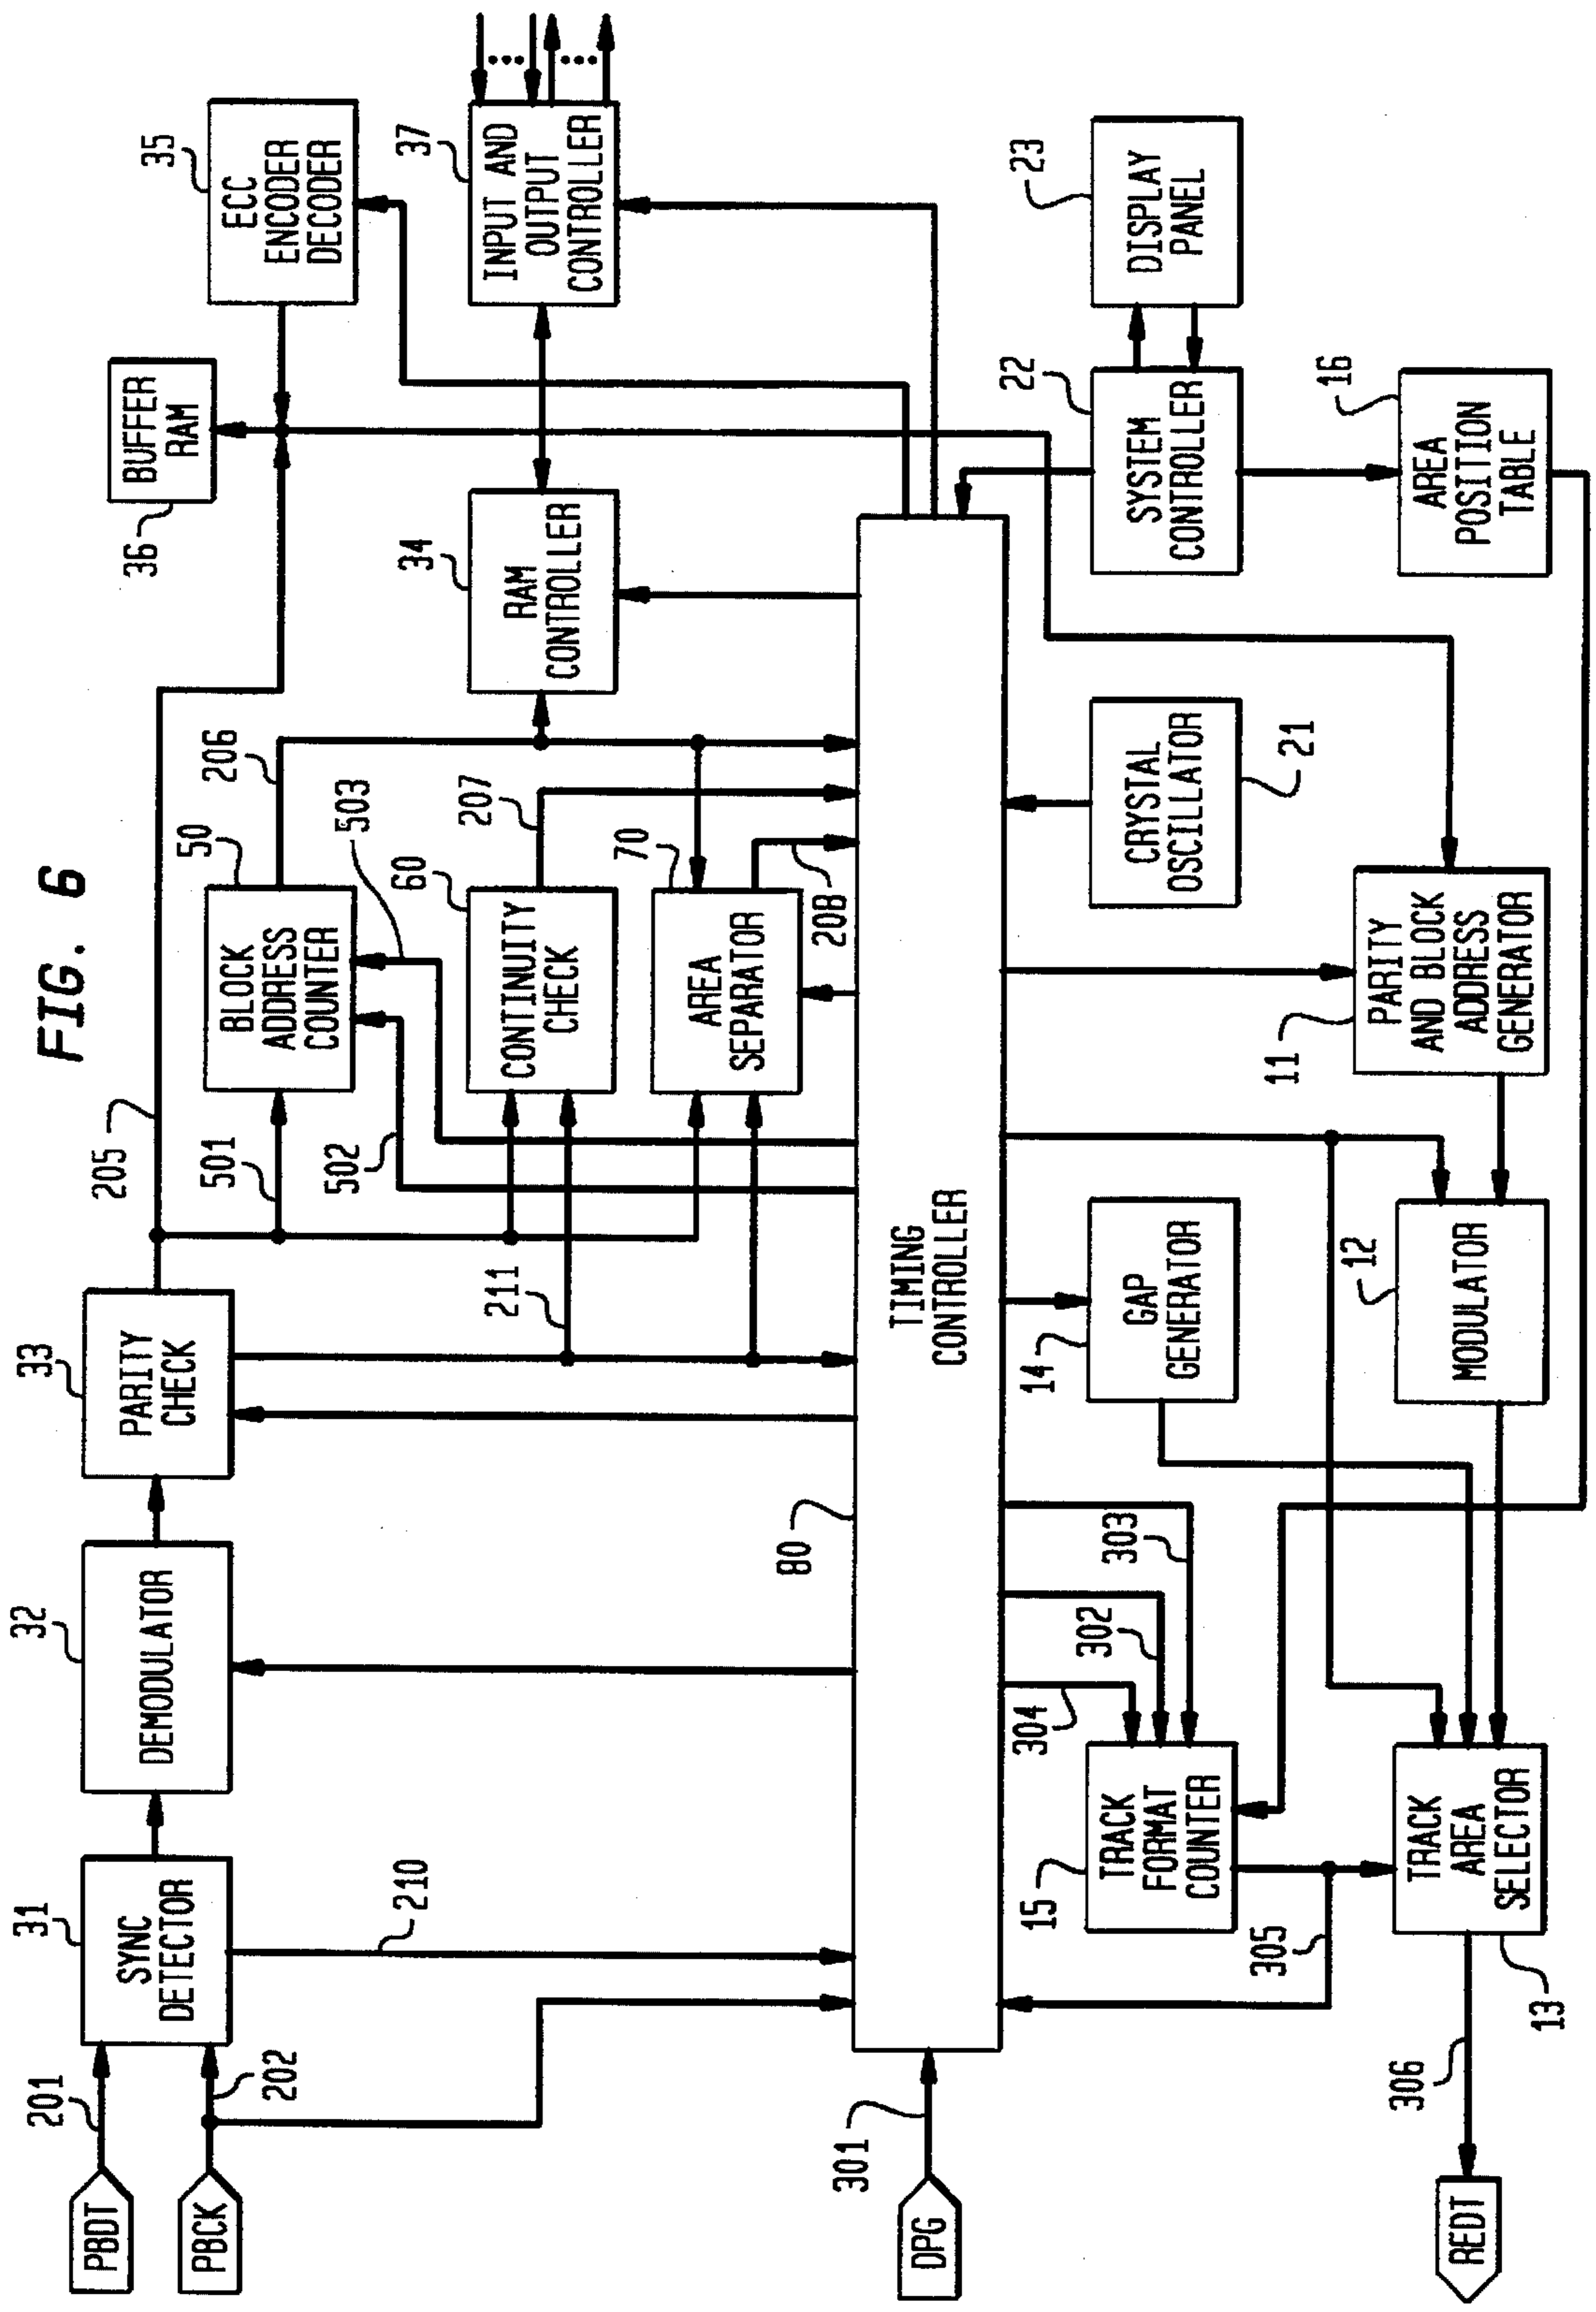 FIG. 6
PBDT
201
PBCK
202
31
SYNC
DETECTOR
210
32
DEMODULATOR
33
PARITY
CHECK
205
501
502
211
50
BLOCK
ADDRESS
COUNTER
206
503
60
CONTINUITY
CHECK
207
70
AREA
SEPARATOR
208
36
BUFFER
RAM
35
ECC
ENCODER
DECODER
34
RAM
CONTROLLER
37
INPUT AND
OUTPUT
CONTROLLER
DPG
301
80
TIMING
CONTROLLER
15
TRACK
FORMAT
COUNTER
304
302
303
305
14
GAP
GENERATOR
CRYSTAL
OSCILLATOR
21
22
SYSTEM
CONTROLLER
23
DISPLAY
PANEL
REDT
306
TRACK
AREA
SELECTOR
13
12
MODULATOR
11
PARITY
AND BLOCK
ADDRESS
GENERATOR
16
AREA
POSITION
TABLE